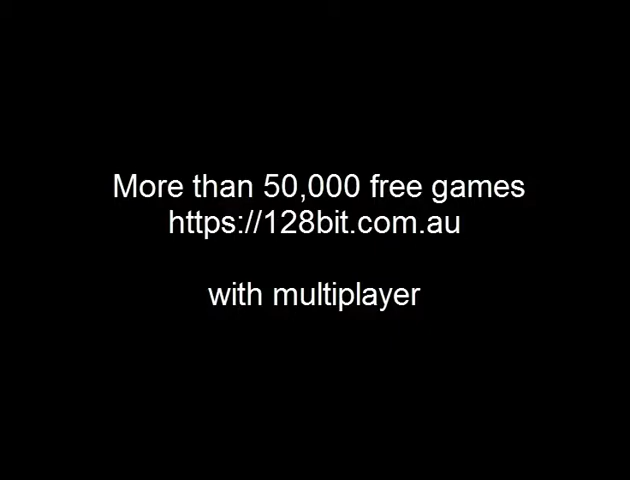 More than 50,000 free games
https://128bit.com.au
with multiplayer